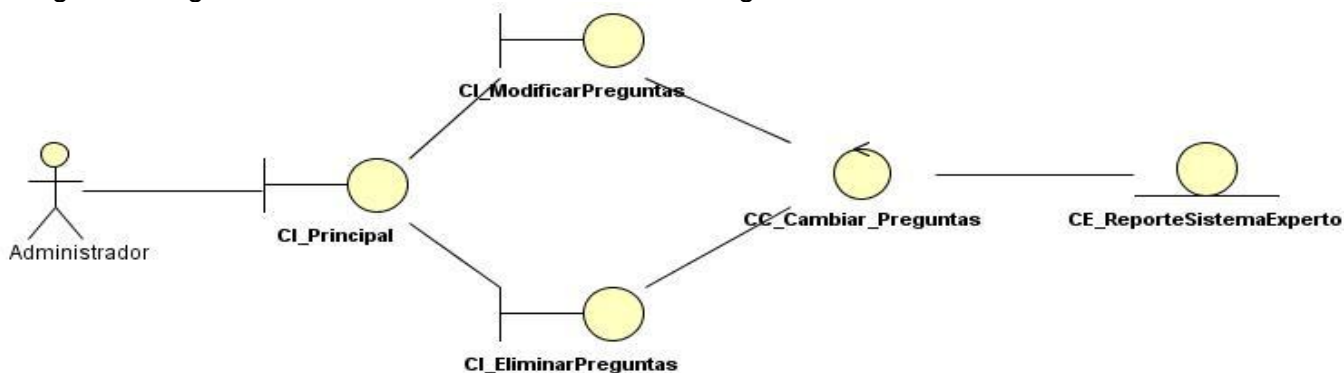 CI_ModificarPreguntas
Administrador
CI_Principal
CC_Cambiar_Preguntas
CE_ReporteSistemaExperto
CI_EliminarPreguntas